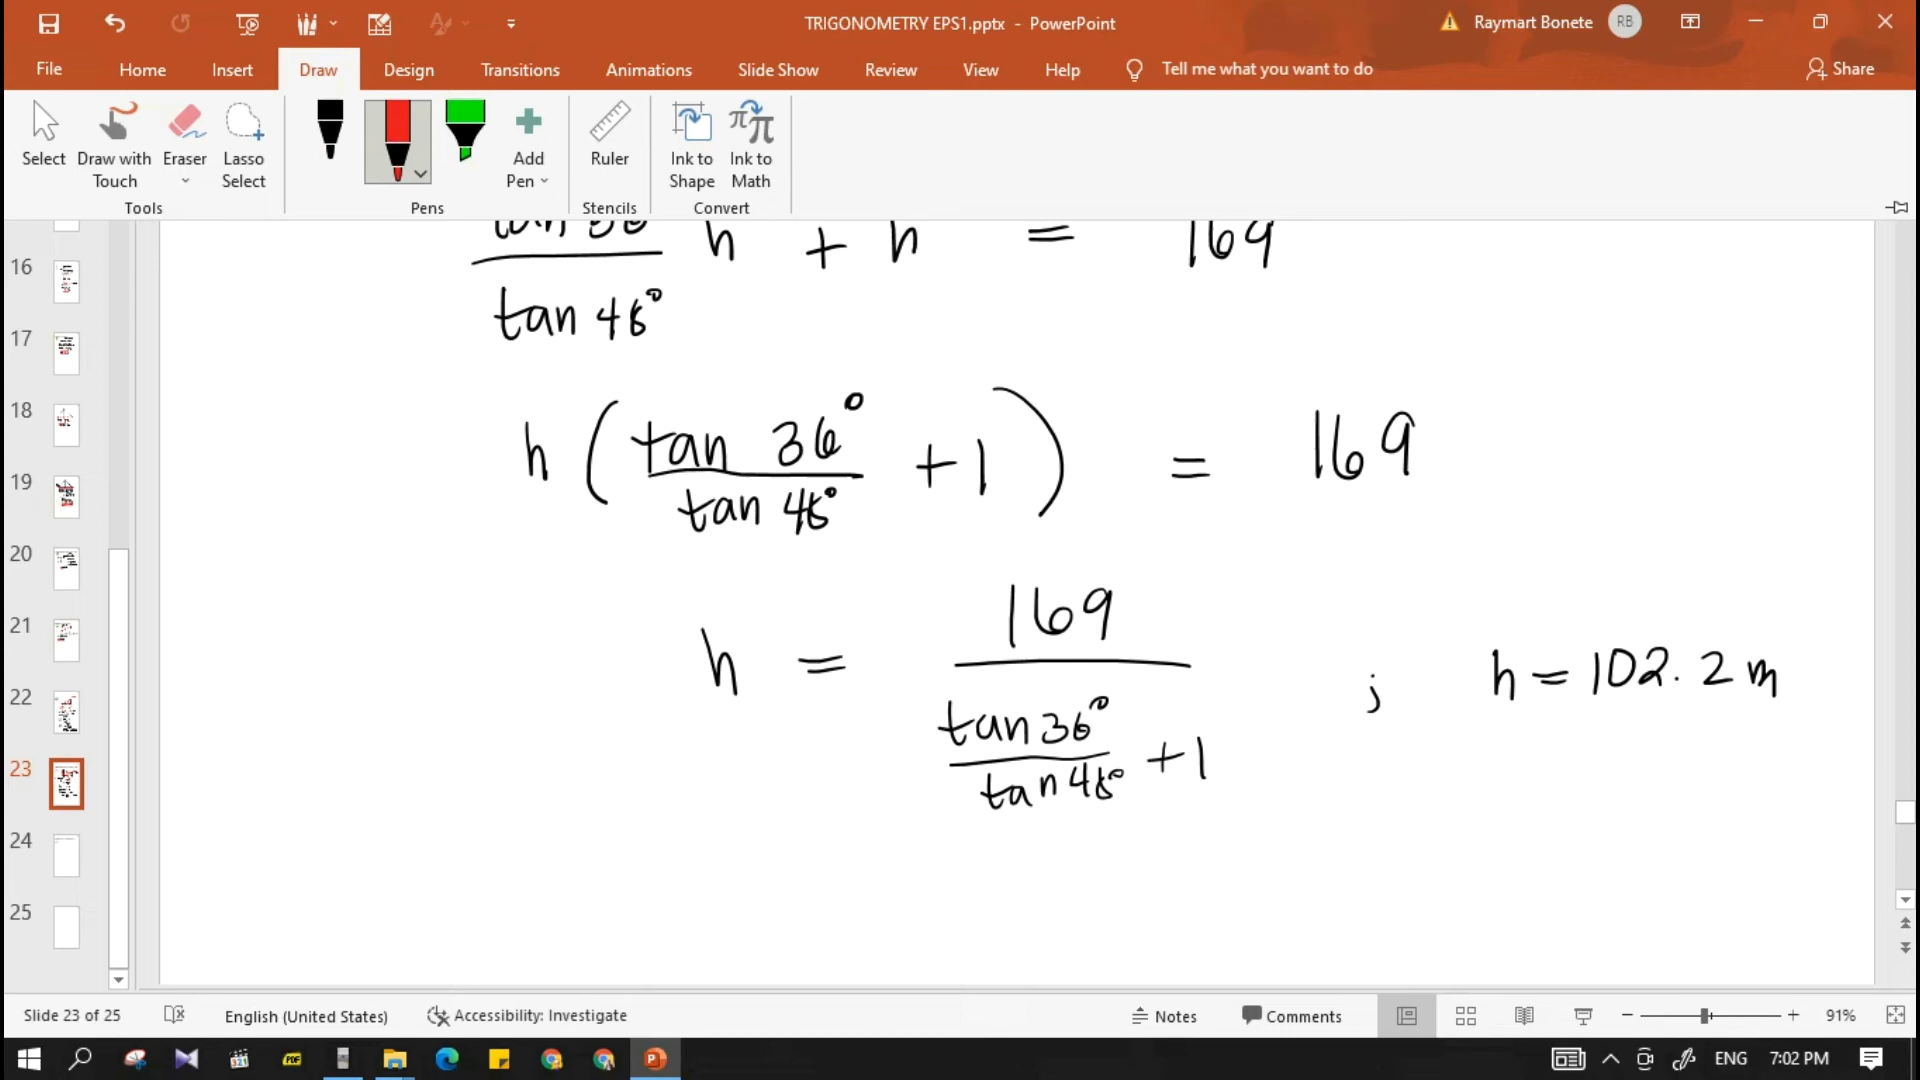 TRIGONOMETRY EPS1.pptx - PowerPoint
Raymart Bonete RB
File Home Insert Draw Design Transitions Animations Slide Show Review View Help Tell me what you want to do Share
Select
Draw with Touch
Eraser
Lasso Select
Add Pen
Ruler
Ink to Shape
Ink to Math
Tools
Pens
Stencils
Convert
16
17
18
19
20
21
22
23
24
25
h + h = 169
tan 48°
h ( tan 36° + 1 ) = 169
tan 48°
169
h = ; h = 102.2 m
tan 36°
+ 1
tan 48°
Slide 23 of 25 English (United States) Accessibility: Investigate Notes Comments 91%
ENG 7:02 PM